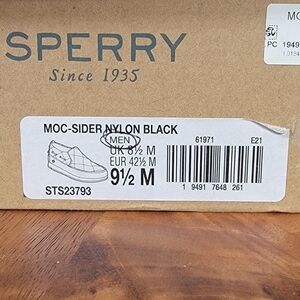 SPERRY
Since 1935
MO
PC 1949
MOC-SIDER NYLON BLACK
MEN
61971 E21
UK 8½ M
EUR 42½ M
9½ M
STS23793
1 9491 7648 261